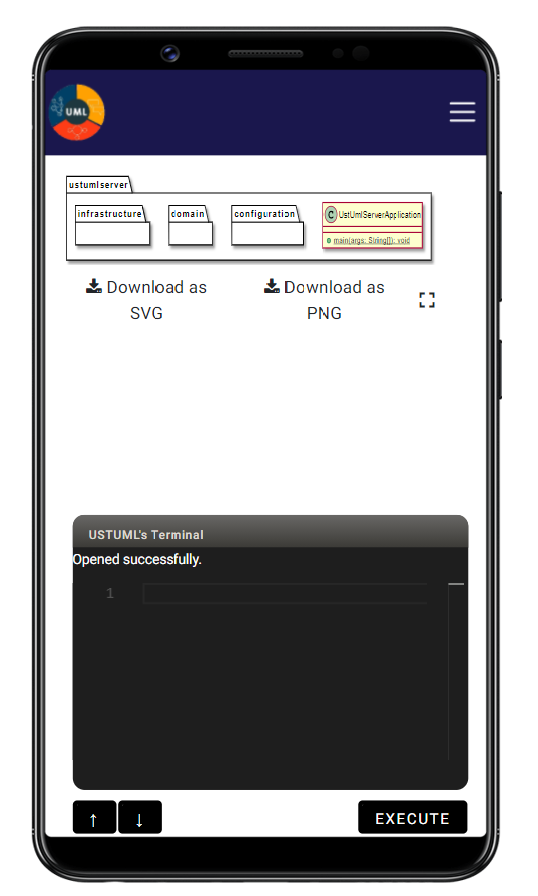 UML
ustumlserver
infrastructure
domain
configuration
C
UstUmlServerApplication
main(args: String[]): void
Download as
SVG
Download as
PNG
USTUML's Terminal
Opened successfully.
1
↑
↓
EXECUTE